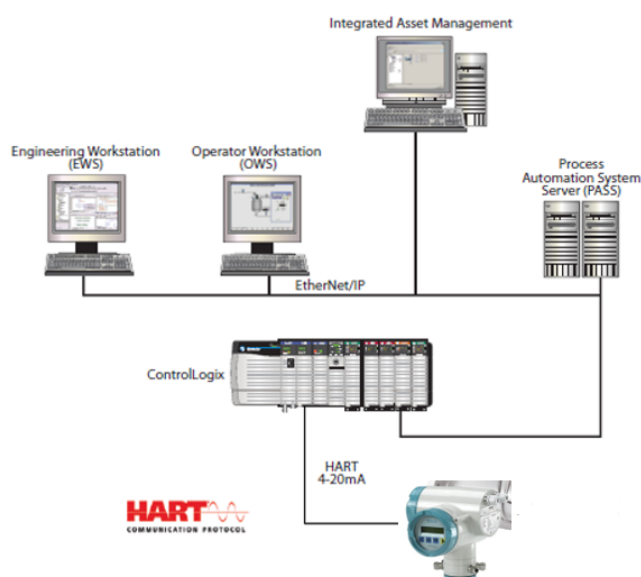 Integrated Asset Management
Engineering Workstation
(EWS)
Operator Workstation
(OWS)
Process
Automation System
Server (PASS)
EtherNet/IP
ControlLogix
HART
4-20mA
HART
COMMUNICATION PROTOCOL